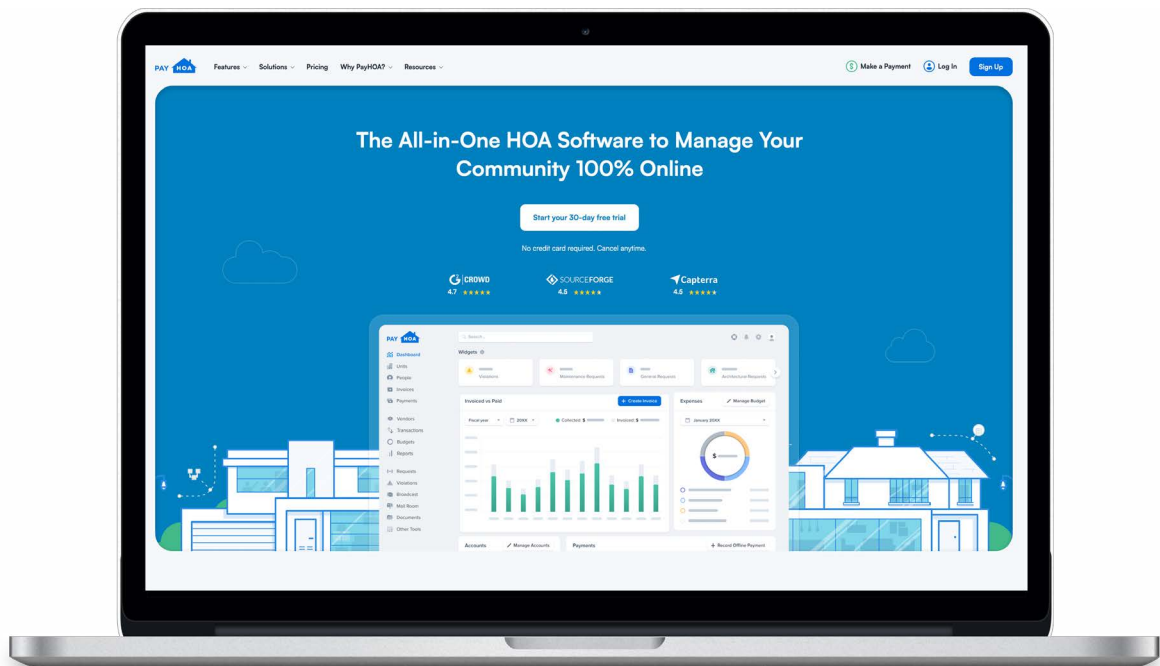 PAY HOA
Features
Solutions
Pricing
Why PayHOA?
Resources
Make a Payment
Log In
Sign Up
The All-in-One HOA Software to Manage Your
Community 100% Online
Start your 30-day free trial
No credit card required. Cancel anytime.
G CROWD
4.7 ★★★★★
SOURCEFORGE
4.5 ★★★★★
Capterra
4.5 ★★★★★
PAY HOA
Search...
Dashboard
Units
People
Invoices
Payments
Vendors
Transactions
Budgets
Reports
Requests
Violations
Broadcast
Mail Room
Documents
Other Tools
Widgets
Violations
Maintenance Requests
General Requests
Architecture Requests
Invoiced vs Paid
+ Create Invoice
Fiscal year
20XX
Collected: $
Invoiced: $
Expenses
Manage Budget
January 20XX
$
Accounts
Manage Accounts
Payments
+ Record Offline Payment